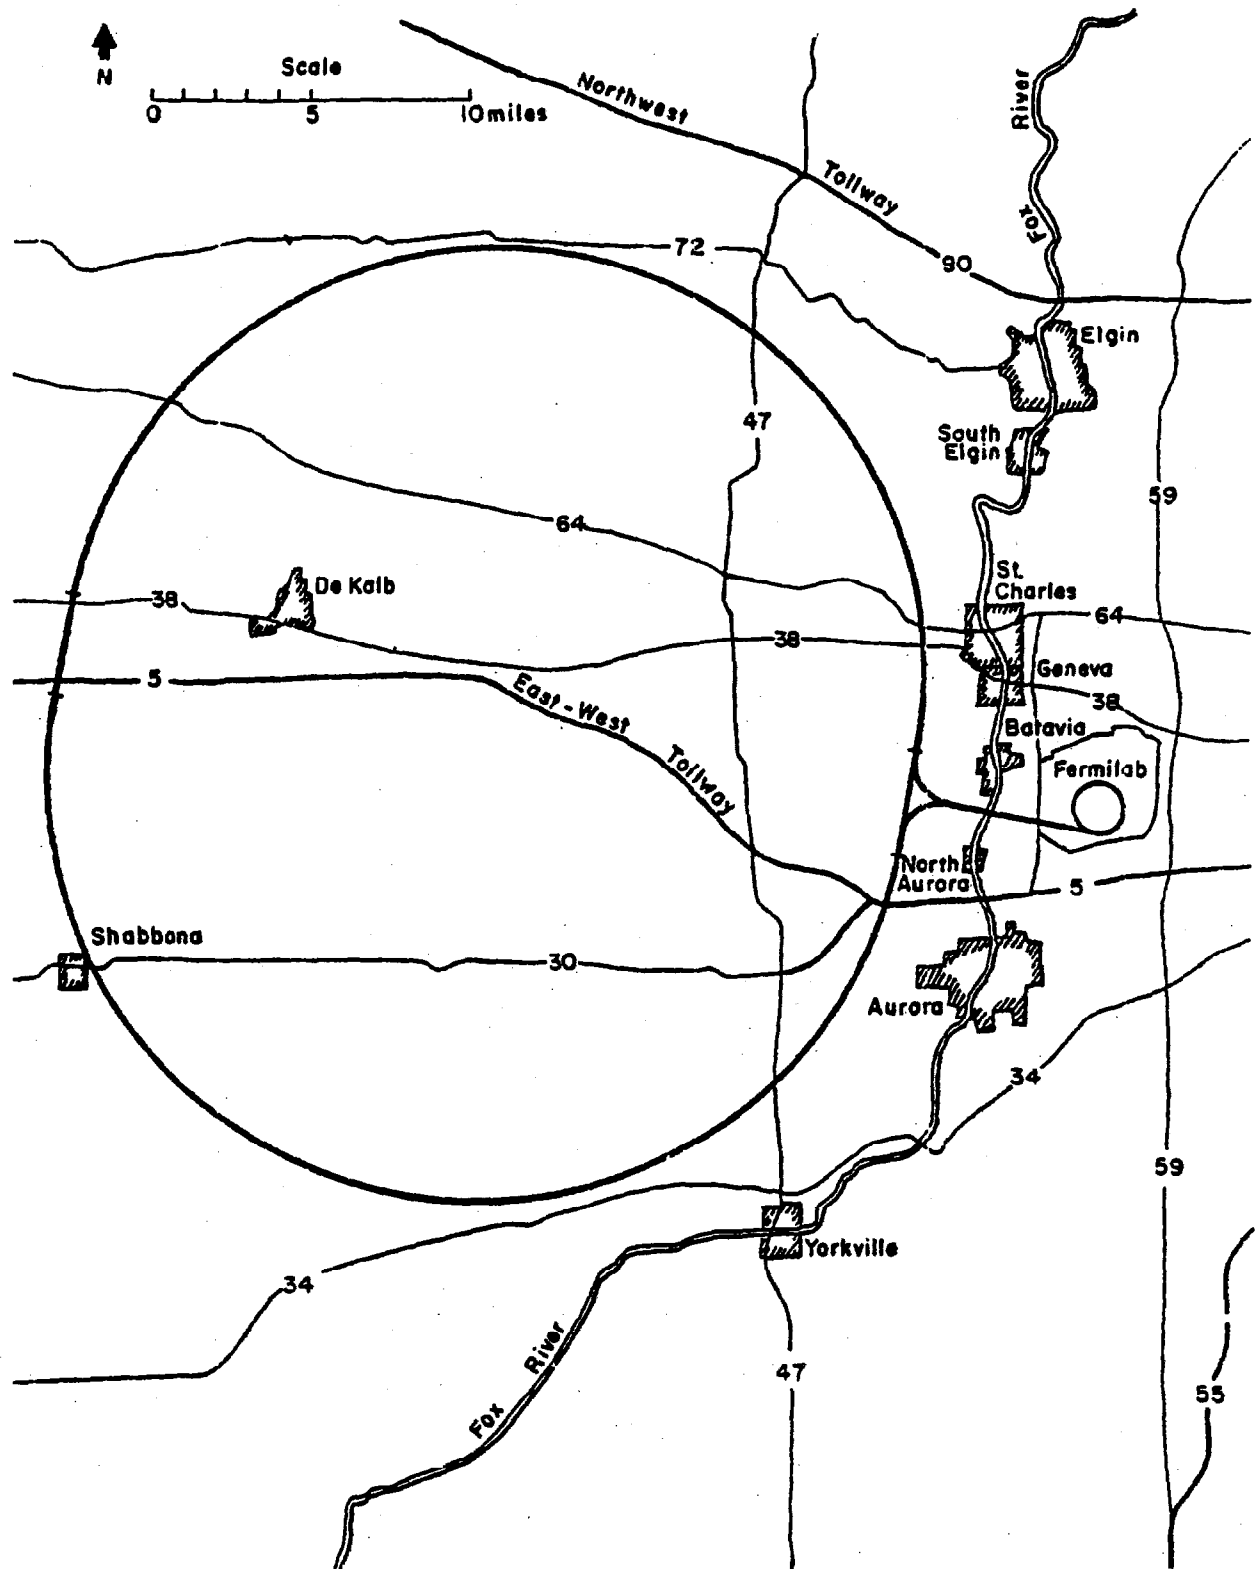 N
Scale
0 5 10 miles
Northwest
Tollway
90
River
Fox
72
Elgin
47
South
Elgin
59
64
De Kalb
38
St.
Charles
64
38
Geneva
38
5
East-West
Tollway
Batavia
Fermilab
North
Aurora
5
Shabbona
30
Aurora
34
59
Yorkville
34
River
Fox
47
55